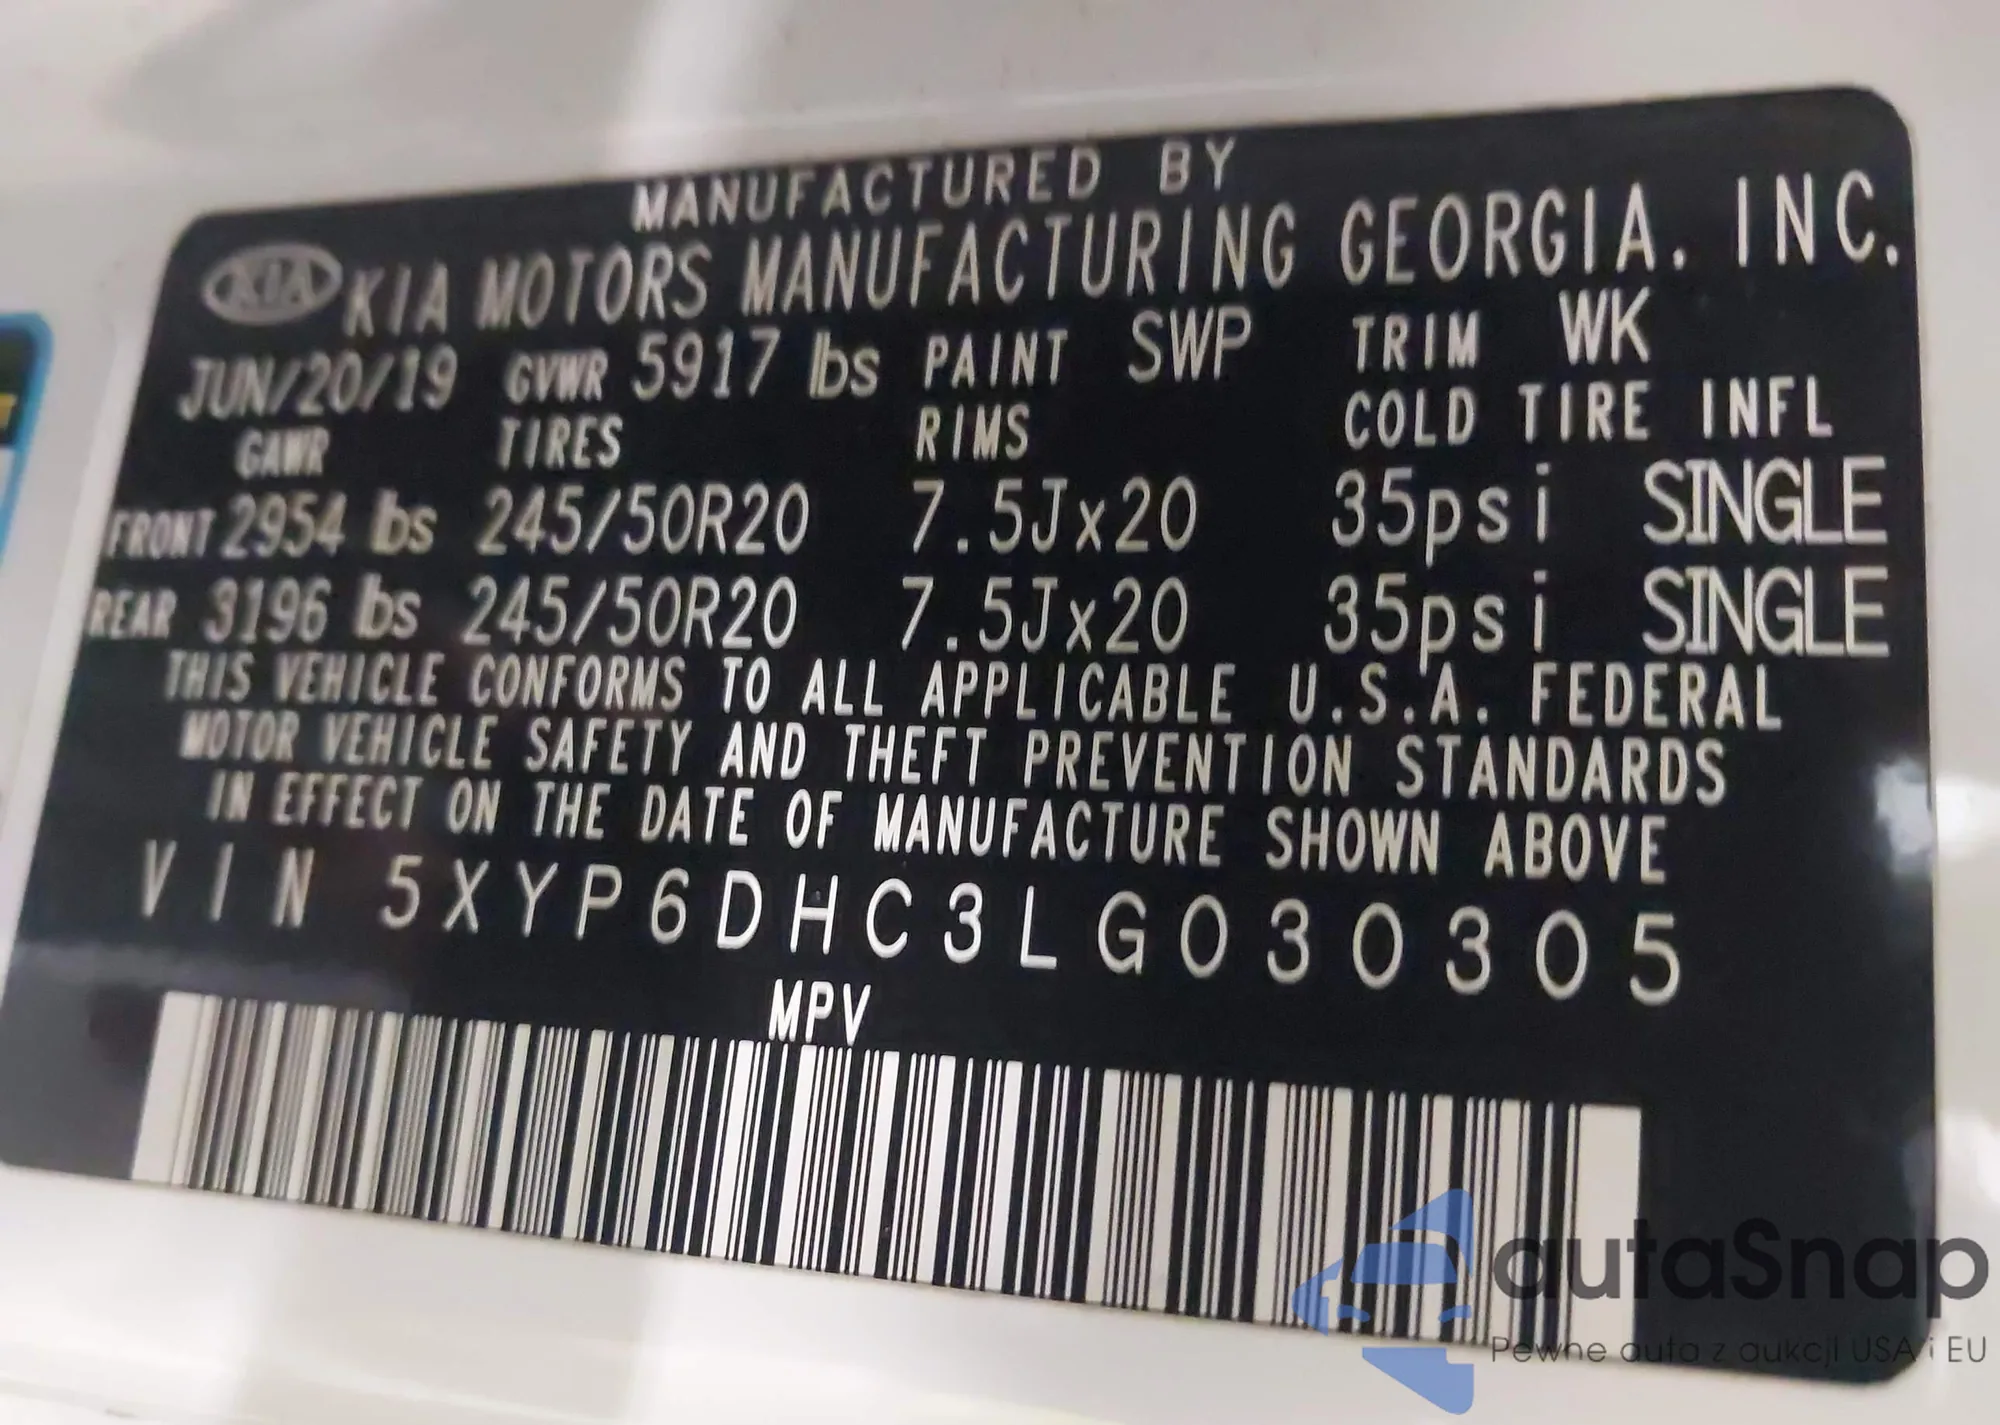 MANUFACTURED BY
KIA KIA MOTORS MANUFACTURING GEORGIA. INC.
JUN/20/19 GVWR 5917 lbs PAINT SWP TRIM WK
GAWR TIRES RIMS COLD TIRE INFL
FRONT 2954 lbs 245/50R20 7.5Jx20 35psi SINGLE
REAR 3196 lbs 245/50R20 7.5Jx20 35psi SINGLE
THIS VEHICLE CONFORMS TO ALL APPLICABLE U.S.A. FEDERAL
MOTOR VEHICLE SAFETY AND THEFT PREVENTION STANDARDS
IN EFFECT ON THE DATE OF MANUFACTURE SHOWN ABOVE
VIN 5XYP6DHC3LG030305
MPV
autaSnap
Pewne auta z aukcji USA i EU